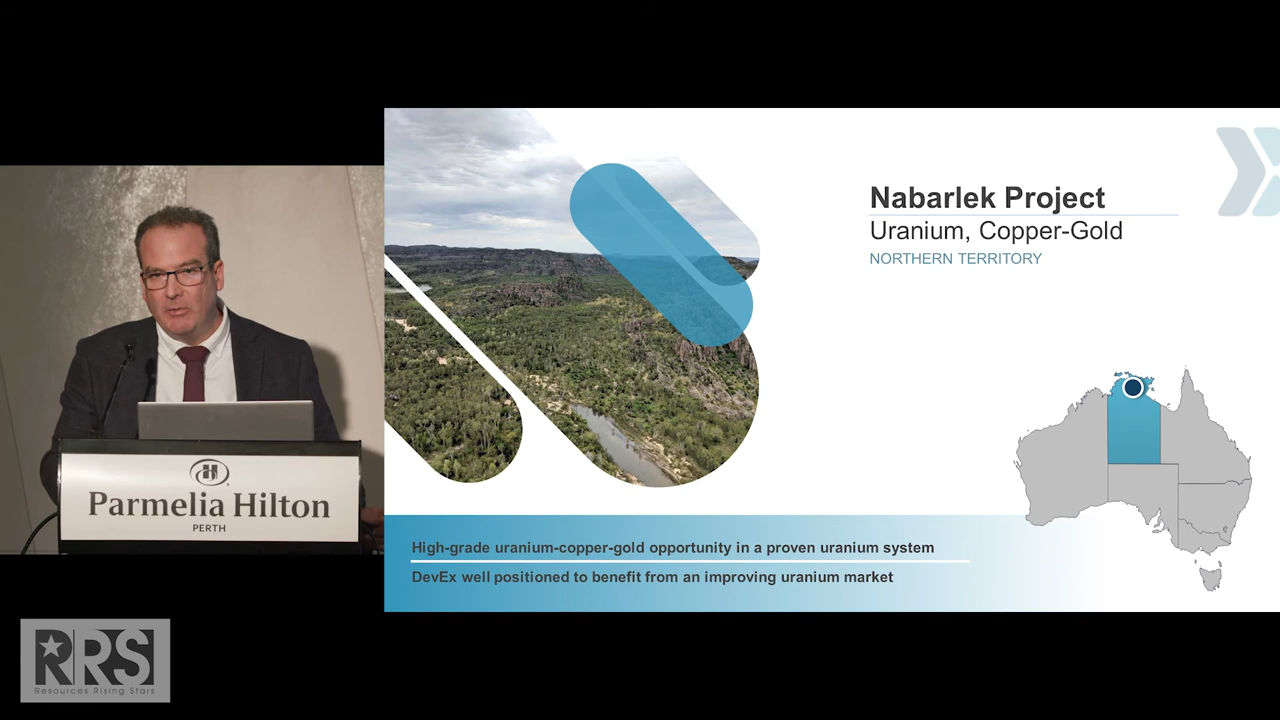 Nabarlek Project
Uranium, Copper-Gold
NORTHERN TERRITORY
High-grade uranium-copper-gold opportunity in a proven uranium system
DevEx well positioned to benefit from an improving uranium market
H
Parmelia Hilton
PERTH
RRS
Resources Rising Stars